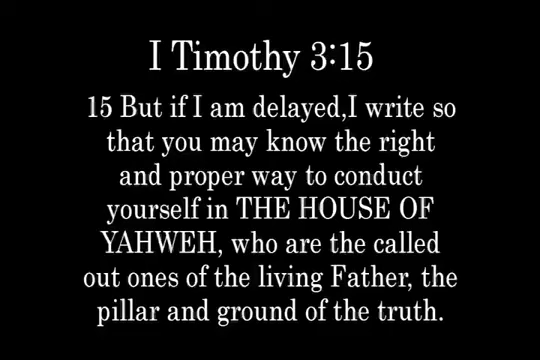 I Timothy 3:15
15 But if I am delayed,I write so
that you may know the right
and proper way to conduct
yourself in THE HOUSE OF
YAHWEH, who are the called
out ones of the living Father, the
pillar and ground of the truth.